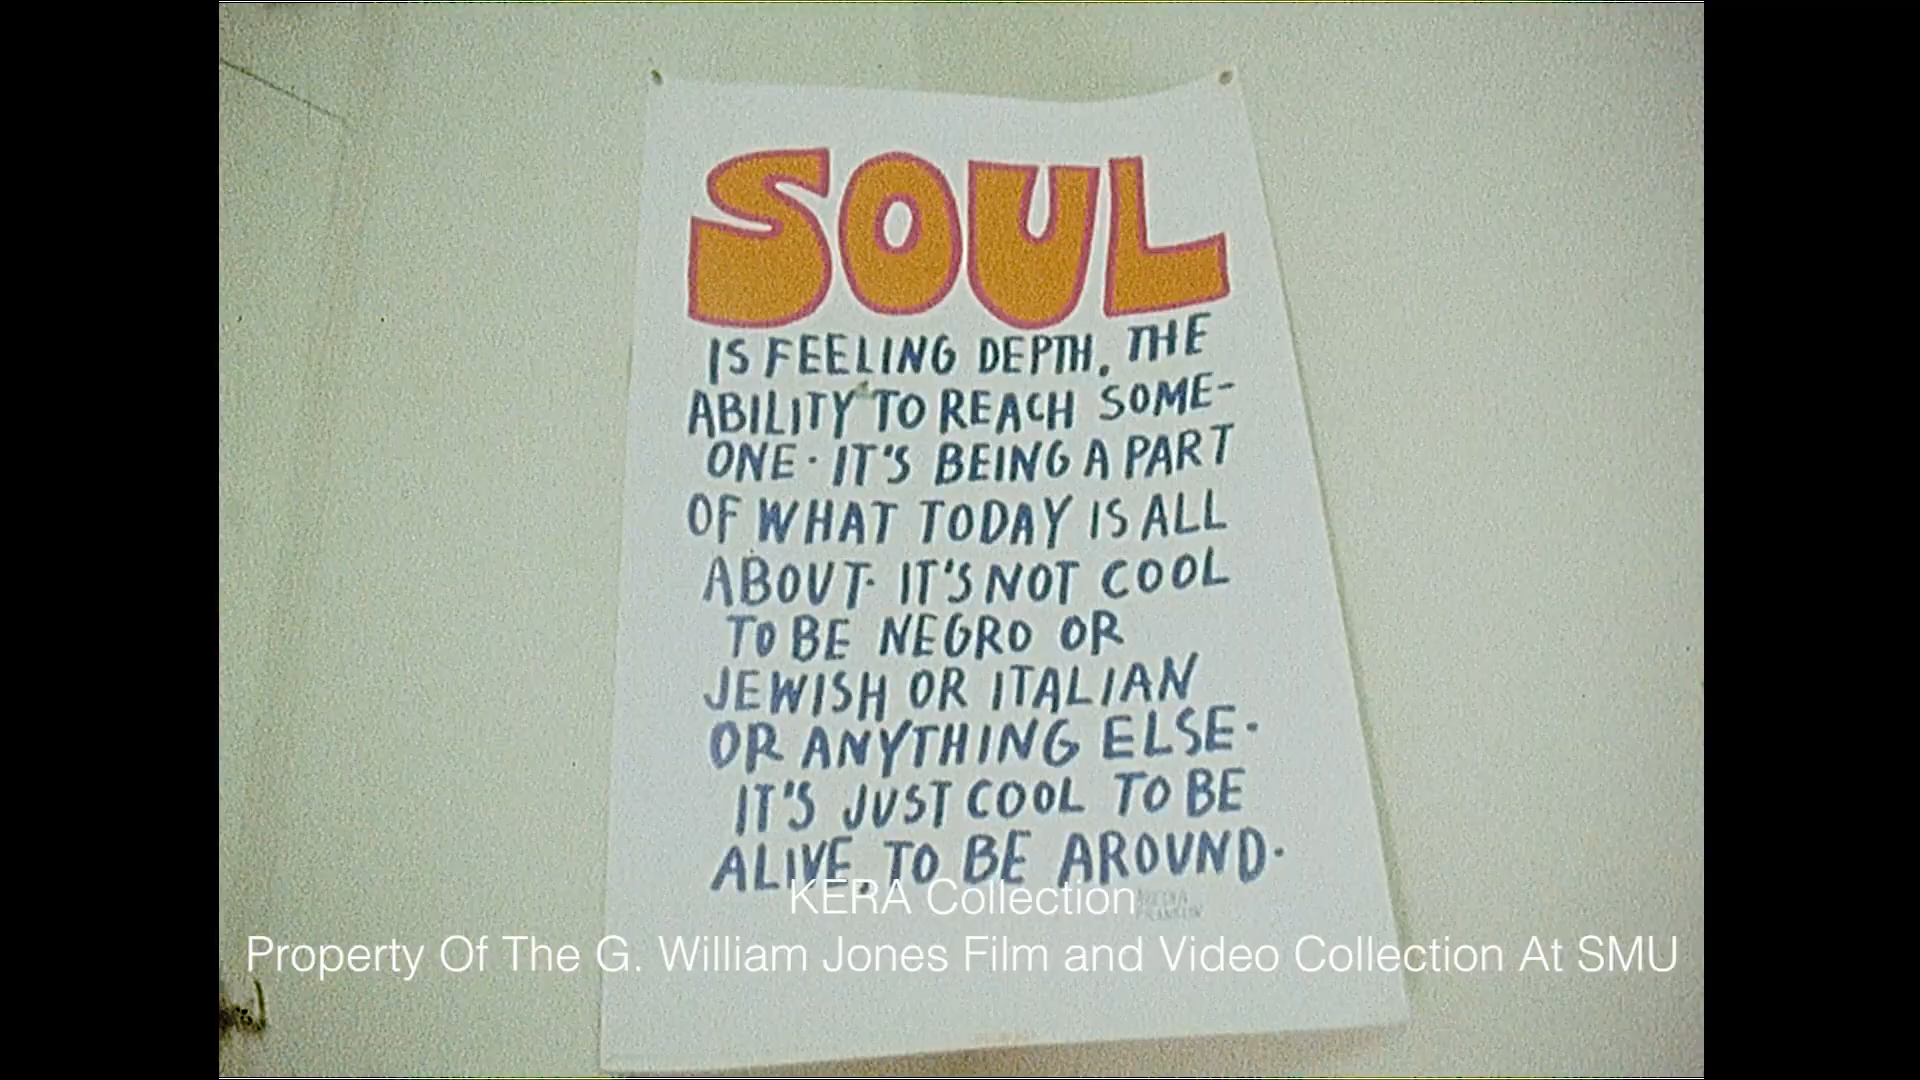 SOUL
IS FEELING DEPTH, THE
ABILITY TO REACH SOME-
ONE. IT'S BEING A PART
OF WHAT TODAY IS ALL
ABOUT. IT'S NOT COOL
TO BE NEGRO OR
JEWISH OR ITALIAN
OR ANYTHING ELSE.
IT'S JUST COOL TO BE
ALIVE, TO BE AROUND.
KERA Collection
Property Of The G. William Jones Film and Video Collection At SMU